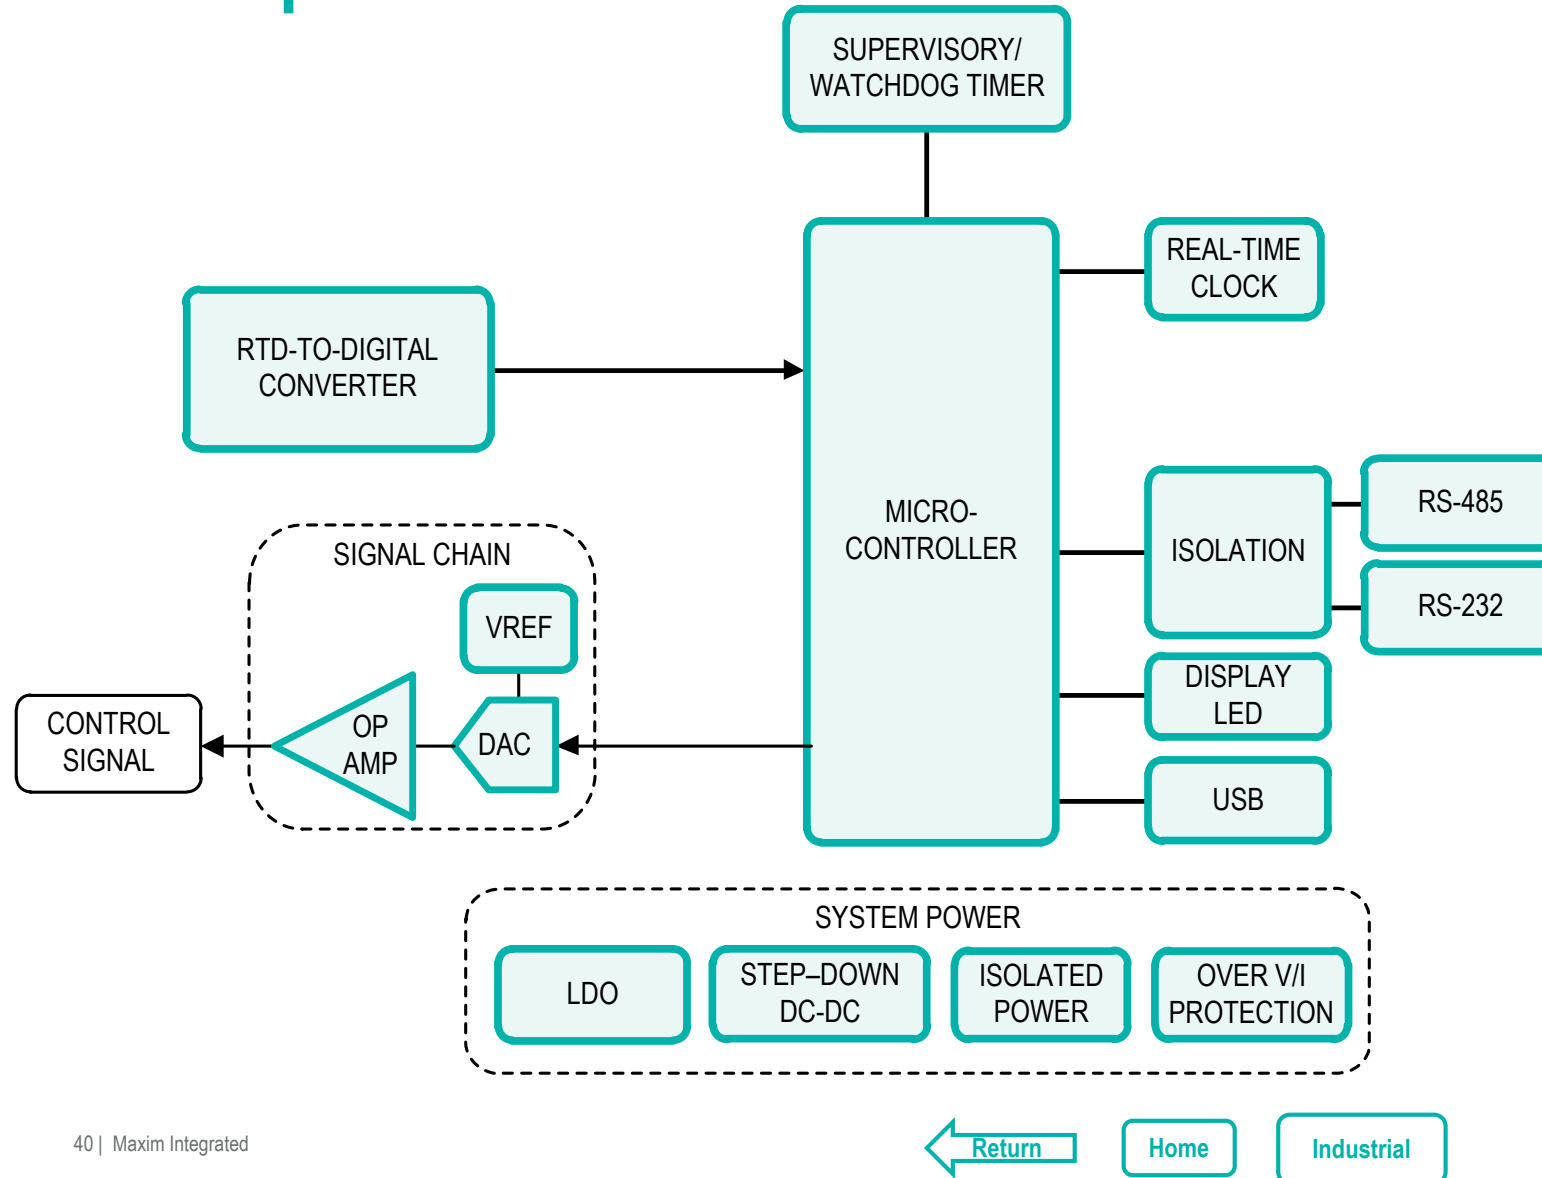 SUPERVISORY/
WATCHDOG TIMER
REAL-TIME
CLOCK
RTD-TO-DIGITAL
CONVERTER
MICRO-
CONTROLLER
ISOLATION
RS-485
RS-232
SIGNAL CHAIN
VREF
DISPLAY
LED
CONTROL
SIGNAL
OP
AMP
DAC
USB
SYSTEM POWER
LDO
STEP–DOWN
DC-DC
ISOLATED
POWER
OVER V/I
PROTECTION
40 | Maxim Integrated
Return
Home
Industrial